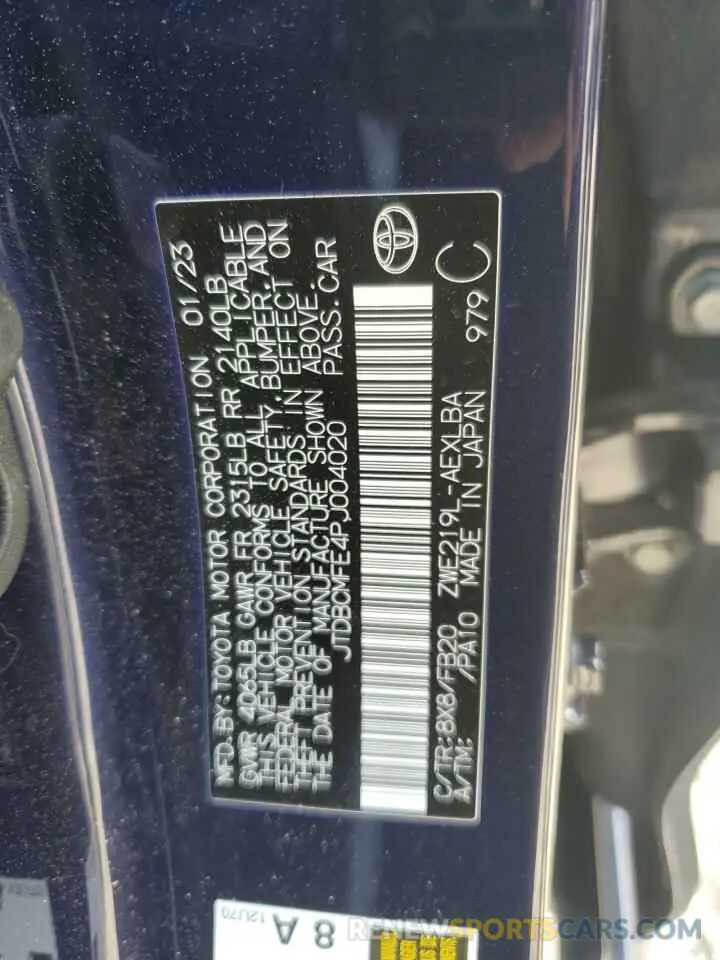 MFD. BY: TOYOTA MOTOR CORPORATION 01/23
GVWR 4065LB GAWR FR 2315LB RR 2140LB
THIS VEHICLE CONFORMS TO ALL APPLICABLE
FEDERAL MOTOR VEHICLE SAFETY, BUMPER, AND
THEFT PREVENTION STANDARDS IN EFFECT ON
THE DATE OF MANUFACTURE SHOWN ABOVE.
JTDBCMFE4PJ004020 PASS. CAR
C/TR: 8X8/FB20 ZWE219L-AEXLBA
A/TM: /PA10 MADE IN JAPAN 979 C
8 A
12U70
RENEWSPORTSCARS.COM